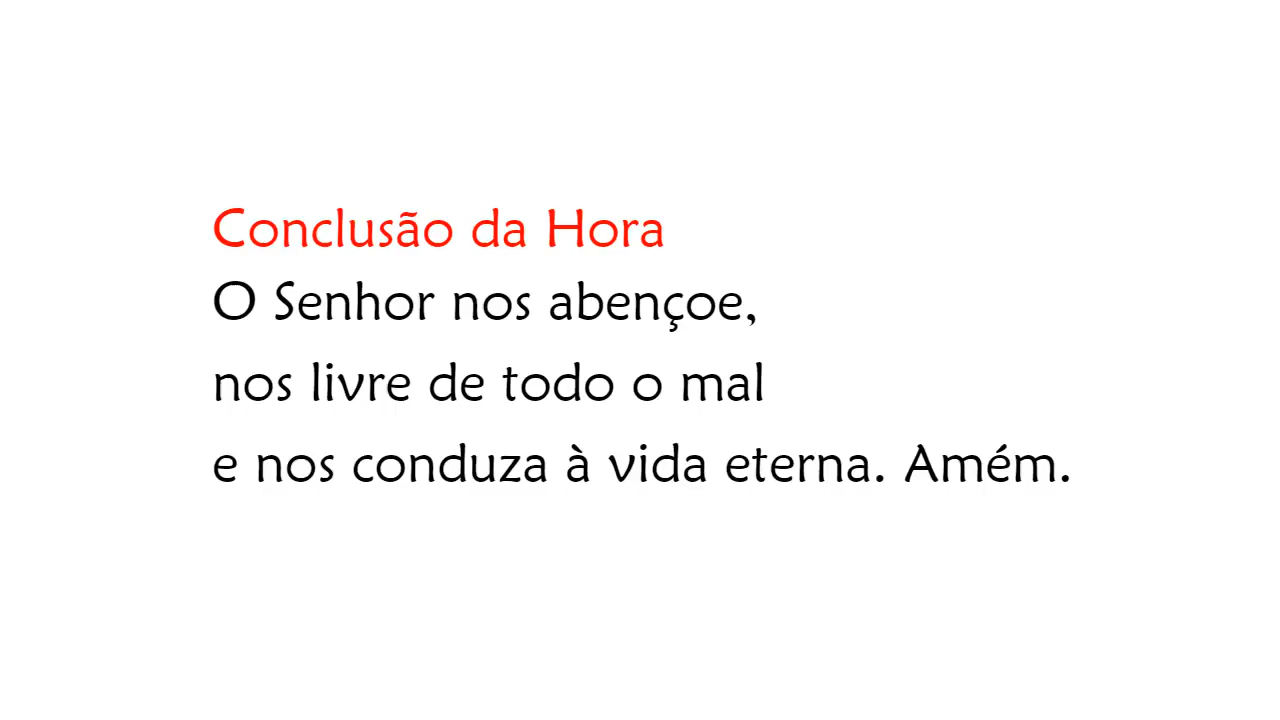 Conclusão da Hora
O Senhor nos abençoe,
nos livre de todo o mal
e nos conduza à vida eterna. Amém.